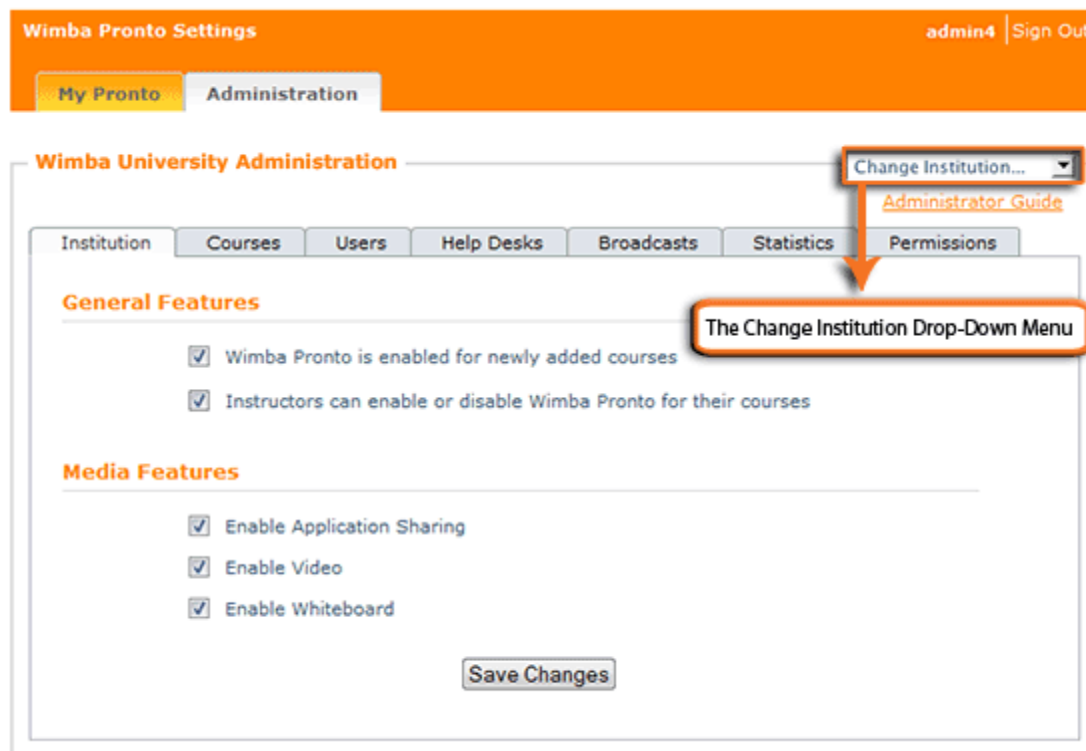 Wimba Pronto Settings
admin4 Sign Out
My Pronto Administration
Wimba University Administration
Change Institution...
Administrator Guide
Institution Courses Users Help Desks Broadcasts Statistics Permissions
General Features
The Change Institution Drop-Down Menu
Wimba Pronto is enabled for newly added courses
Instructors can enable or disable Wimba Pronto for their courses
Media Features
Enable Application Sharing
Enable Video
Enable Whiteboard
Save Changes